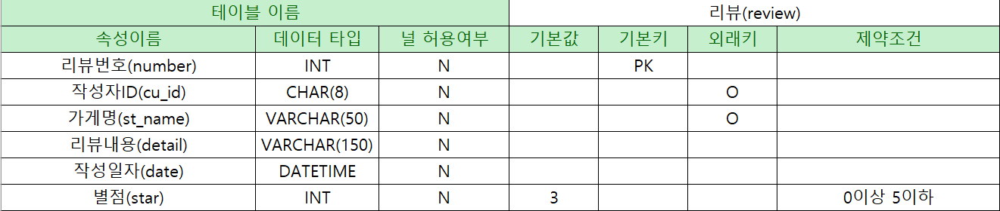 테이블 이름 리뷰(review)
속성이름 데이터 타입 널 허용여부 기본값 기본키 외래키 제약조건
리뷰번호(number) INT N PK
작성자ID(cu_id) CHAR(8) N O
가게명(st_name) VARCHAR(50) N O
리뷰내용(detail) VARCHAR(150) N
작성일자(date) DATETIME N
별점(star) INT N 3 0이상 5이하